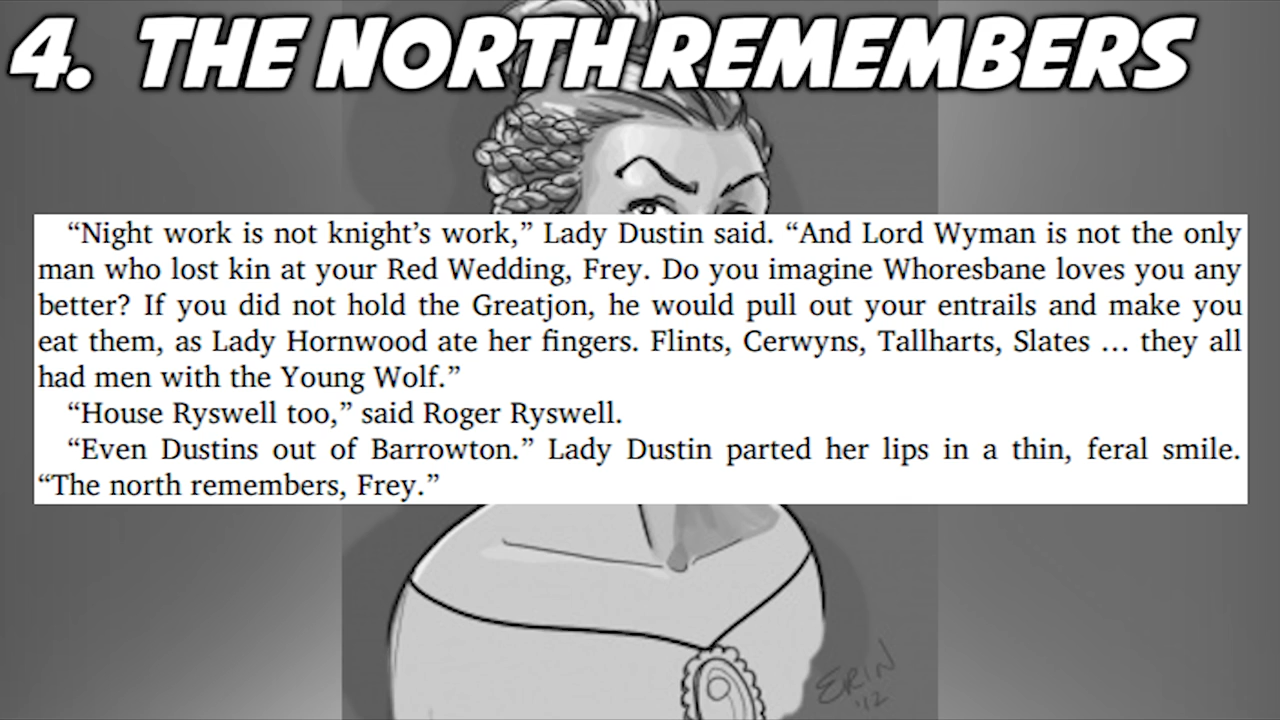 4. THE NORTH REMEMBERS
“Night work is not knight’s work,” Lady Dustin said. “And Lord Wyman is not the only
man who lost kin at your Red Wedding, Frey. Do you imagine Whoresbane loves you any
better? If you did not hold the Greatjon, he would pull out your entrails and make you
eat them, as Lady Hornwood ate her fingers. Flints, Cerwyns, Tallharts, Slates … they all
had men with the Young Wolf.”
“House Ryswell too,” said Roger Ryswell.
“Even Dustins out of Barrowton.” Lady Dustin parted her lips in a thin, feral smile.
“The north remembers, Frey.”
ERIN
'12